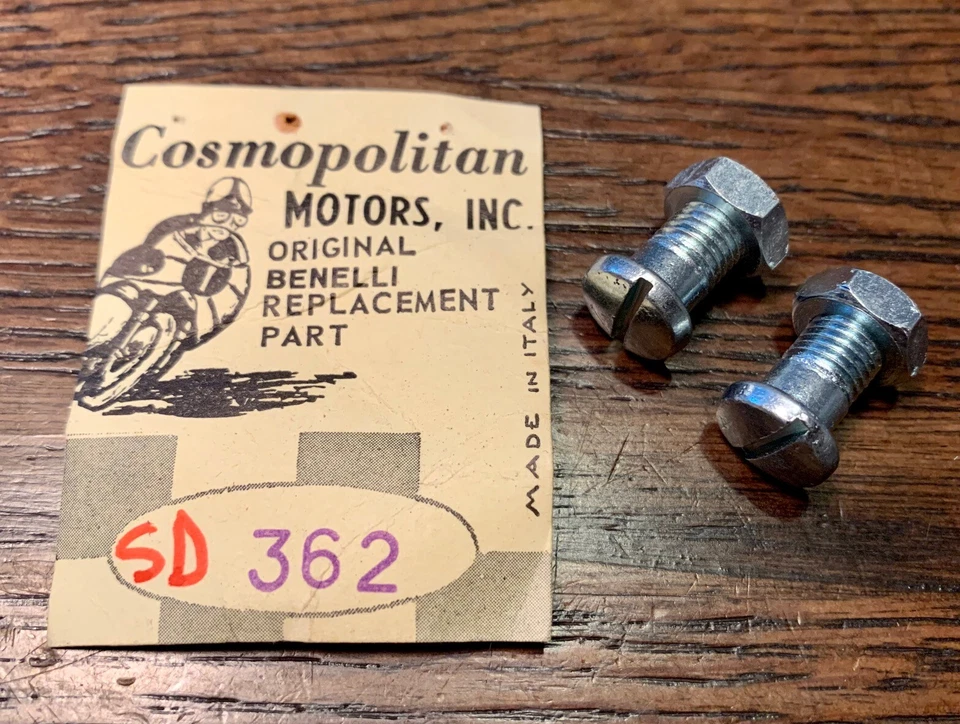 Cosmopolitan
MOTORS, INC.
ORIGINAL
BENELLI
REPLACEMENT
PART
MADE IN ITALY
SD 362